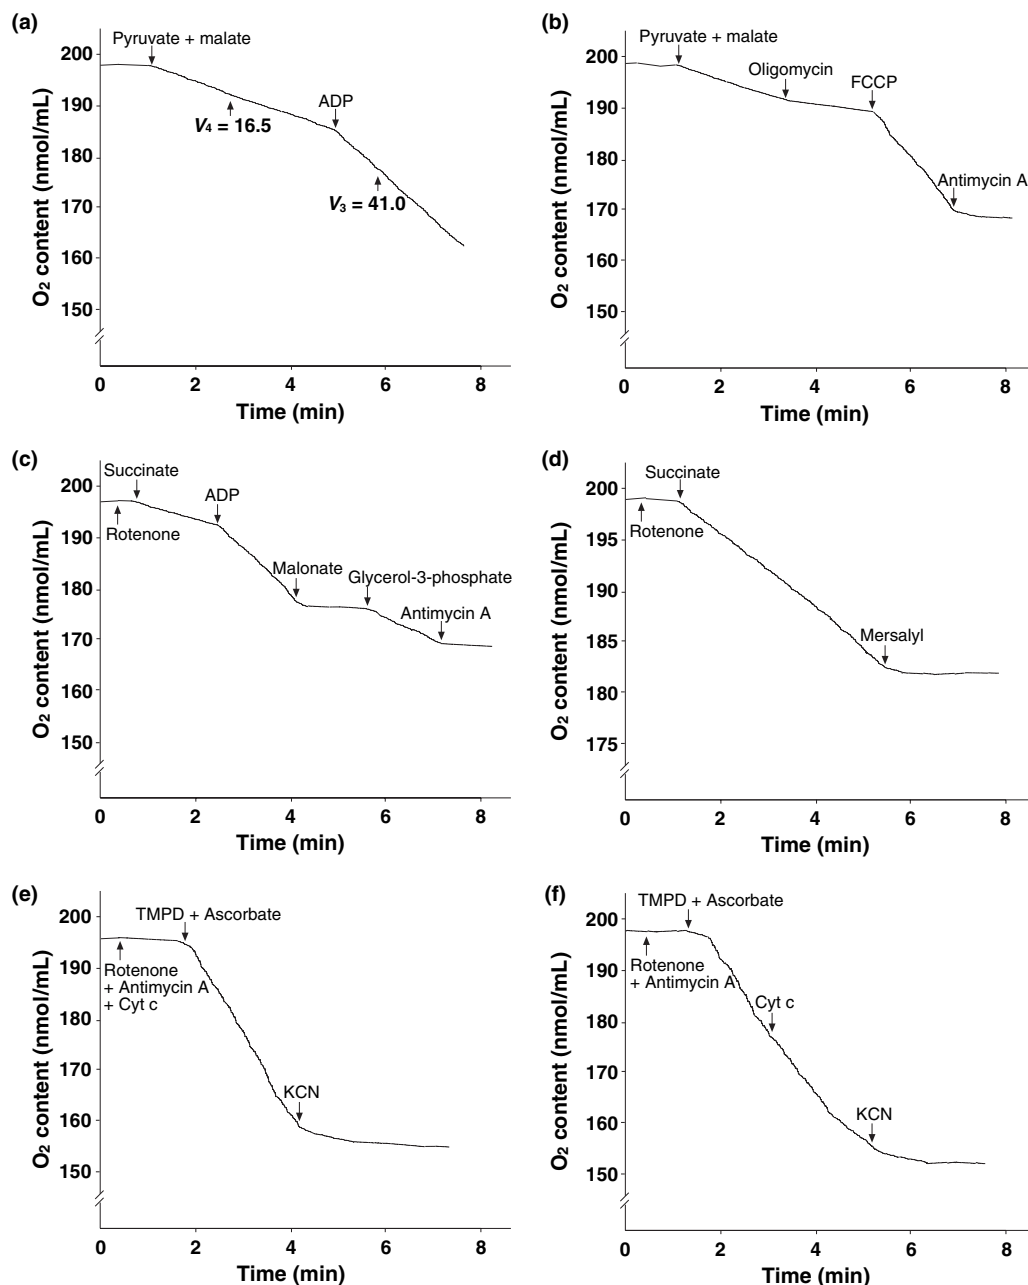 (a)
200
190
180
170
160
150
O₂ content (nmol/mL)
Pyruvate + malate
V₄ = 16.5
ADP
V₃ = 41.0
0 2 4 6 8
Time (min)
(b)
200
190
180
170
160
150
O₂ content (nmol/mL)
Pyruvate + malate
Oligomycin
FCCP
Antimycin A
0 2 4 6 8
Time (min)
(c)
200
190
180
170
160
150
O₂ content (nmol/mL)
Succinate
Rotenone
ADP
Malonate
Glycerol-3-phosphate
Antimycin A
0 2 4 6 8
Time (min)
(d)
200
195
190
185
180
175
O₂ content (nmol/mL)
Succinate
Rotenone
Mersalyl
0 2 4 6 8
Time (min)
(e)
200
190
180
170
160
150
O₂ content (nmol/mL)
TMPD + Ascorbate
Rotenone
+ Antimycin A
+ Cyt c
KCN
0 2 4 6 8
Time (min)
(f)
200
190
180
170
160
150
O₂ content (nmol/mL)
TMPD + Ascorbate
Rotenone
+ Antimycin A
Cyt c
KCN
0 2 4 6 8
Time (min)